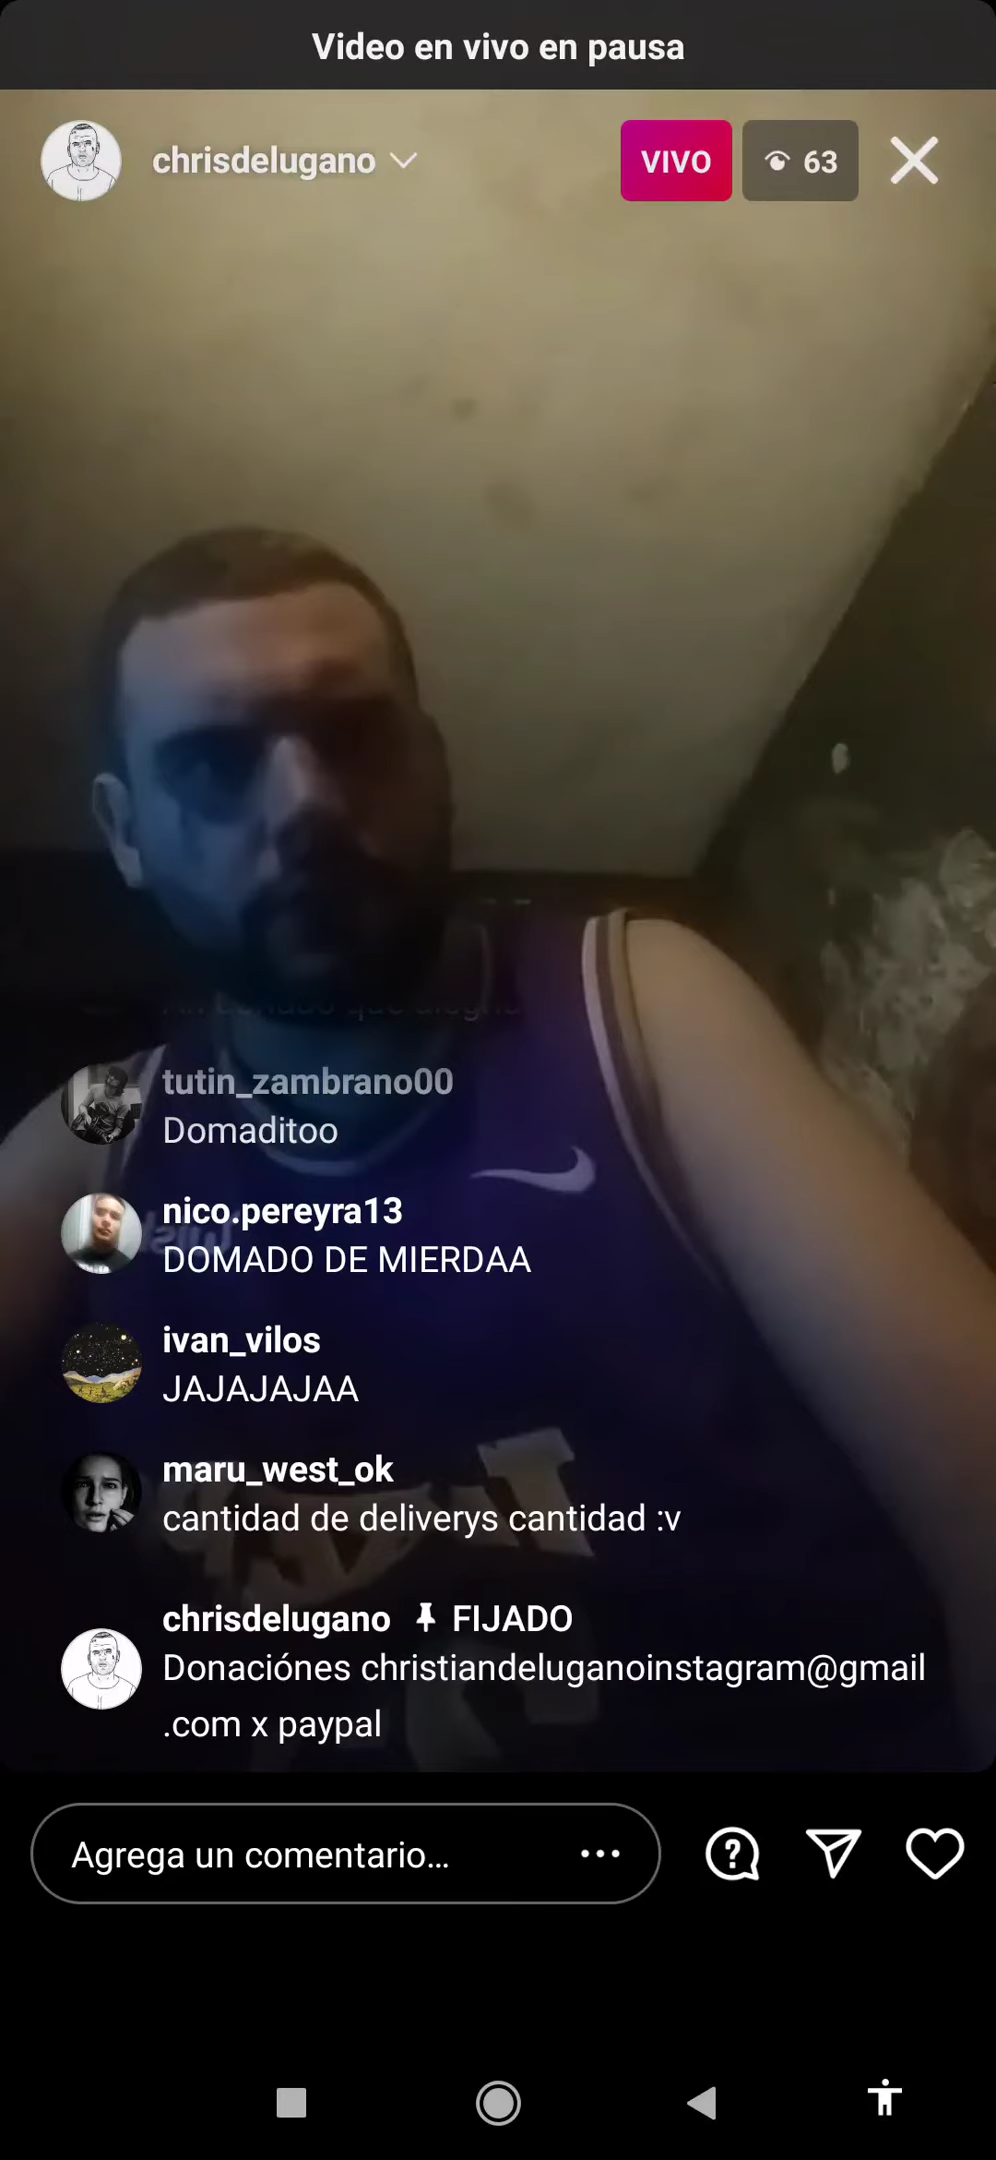 Video en vivo en pausa
chrisdelugano
VIVO
63
tutin_zambrano00
Domaditoo
nico.pereyra13
DOMADO DE MIERDAA
ivan_vilos
JAJAJAJAA
maru_west_ok
cantidad de deliverys cantidad :v
chrisdelugano FIJADO
Donaciónes christiandeluganoinstagram@gmail
.com x paypal
Agrega un comentario...